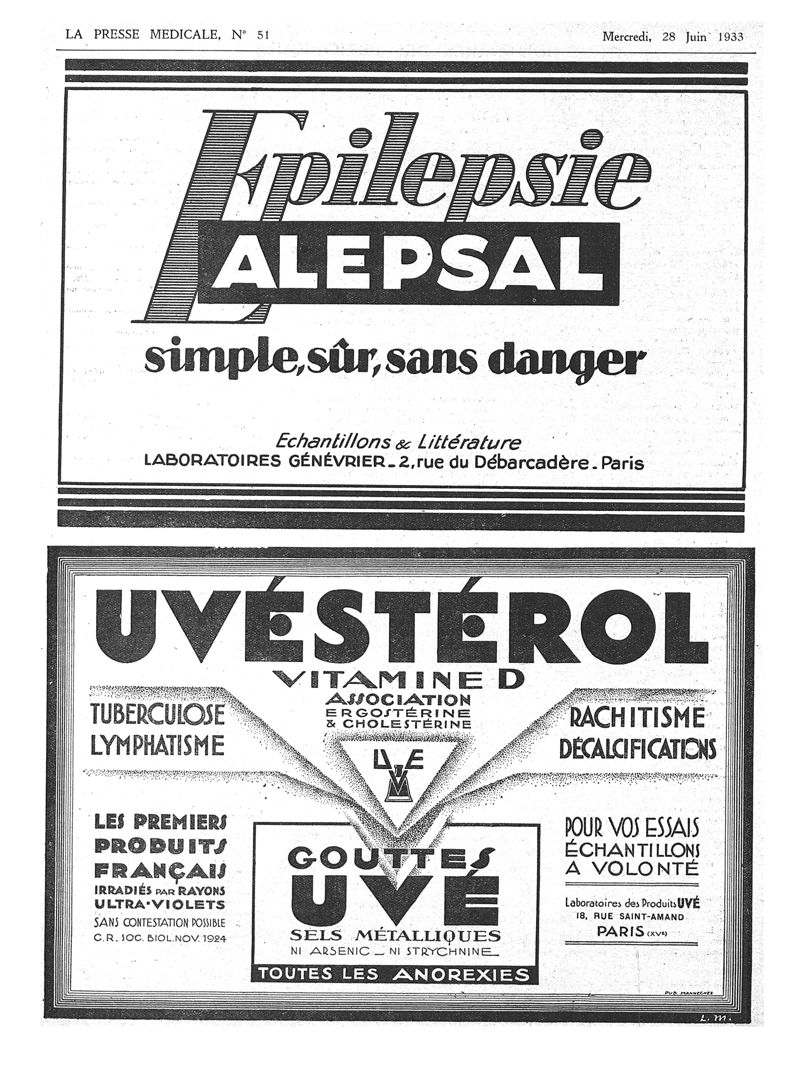 LA PRESSE MEDICALE, N° 51
Mercredi, 28 Juin 1933
Epilepsie
ALEPSAL
simple, sûr, sans danger
Echantillons & Littérature
LABORATOIRES GÉNÉVRIER - 2, rue du Débarcadère - Paris
UVÉSTÉROL
VITAMINE D
ASSOCIATION
ERGOSTÉRINE
& CHOLESTÉRINE
TUBERCULOSE
LYMPHATISME
RACHITISME
DÉCALCIFICATIONS
UVÉ
LES PREMIERS
PRODUITS
FRANÇAIS
IRRADIÉS PAR RAYONS
ULTRA-VIOLETS
SANS CONTESTATION POSSIBLE
C.R. SOC. BIOL. NOV. 1924
GOUTTES
UVÉ
SELS MÉTALLIQUES
NI ARSENIC _ NI STRYCHNINE_
TOUTES LES ANOREXIES
POUR VOS ESSAIS
ÉCHANTILLONS
A VOLONTÉ
Laboratoires des Produits UVÉ
18, RUE SAINT-AMAND
PARIS (XVe)
L. M.